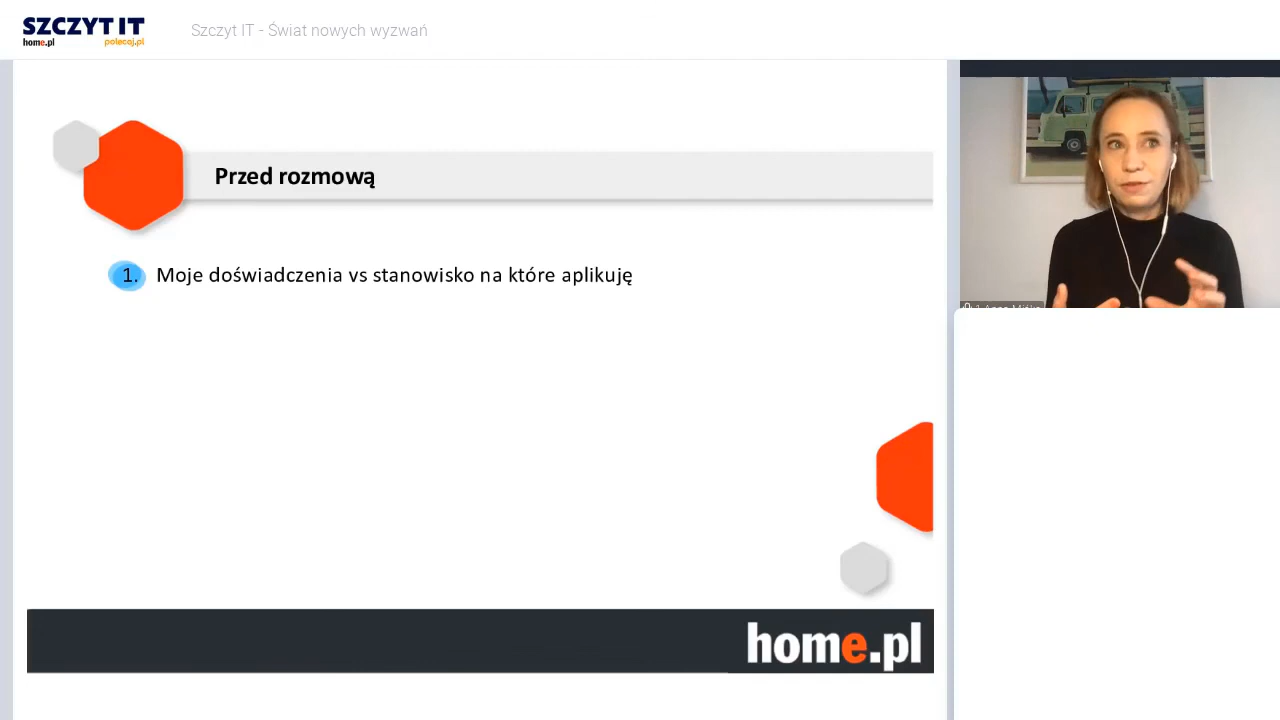 SZCZYT IT
home.pl polecaj.pl
Szczyt IT - Świat nowych wyzwań
Przed rozmową
1. Moje doświadczenia vs stanowisko na które aplikuję
home.pl